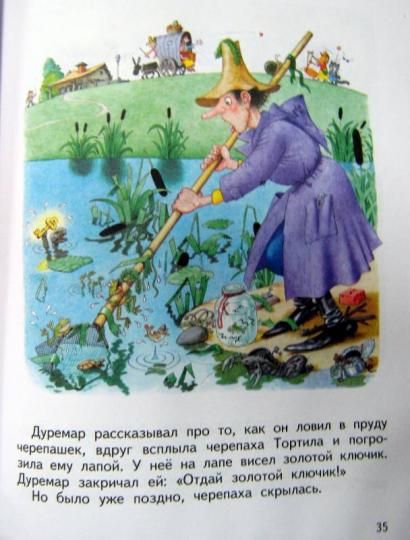 Дуремар рассказывал про то, как он ловил в пруду
черепашек, вдруг всплыла черепаха Тортила и погро-
зила ему лапой. У неё на лапе висел золотой ключик.
Дуремар закричал ей: «Отдай золотой ключик!»
Но было уже поздно, черепаха скрылась.
35